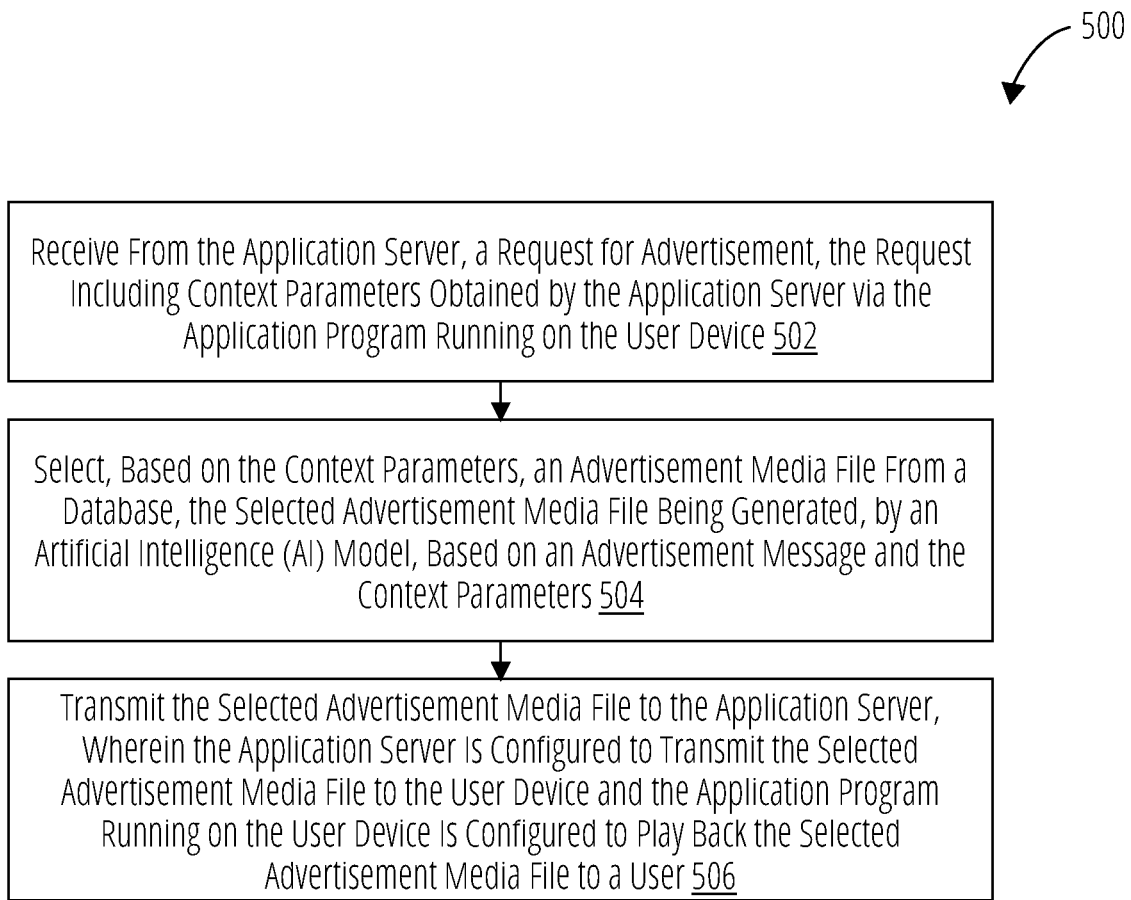 500
Receive From the Application Server, a Request for Advertisement, the Request
Including Context Parameters Obtained by the Application Server via the
Application Program Running on the User Device 502
Select, Based on the Context Parameters, an Advertisement Media File From a
Database, the Selected Advertisement Media File Being Generated, by an
Artificial Intelligence (AI) Model, Based on an Advertisement Message and the
Context Parameters 504
Transmit the Selected Advertisement Media File to the Application Server,
Wherein the Application Server Is Configured to Transmit the Selected
Advertisement Media File to the User Device and the Application Program
Running on the User Device Is Configured to Play Back the Selected
Advertisement Media File to a User 506